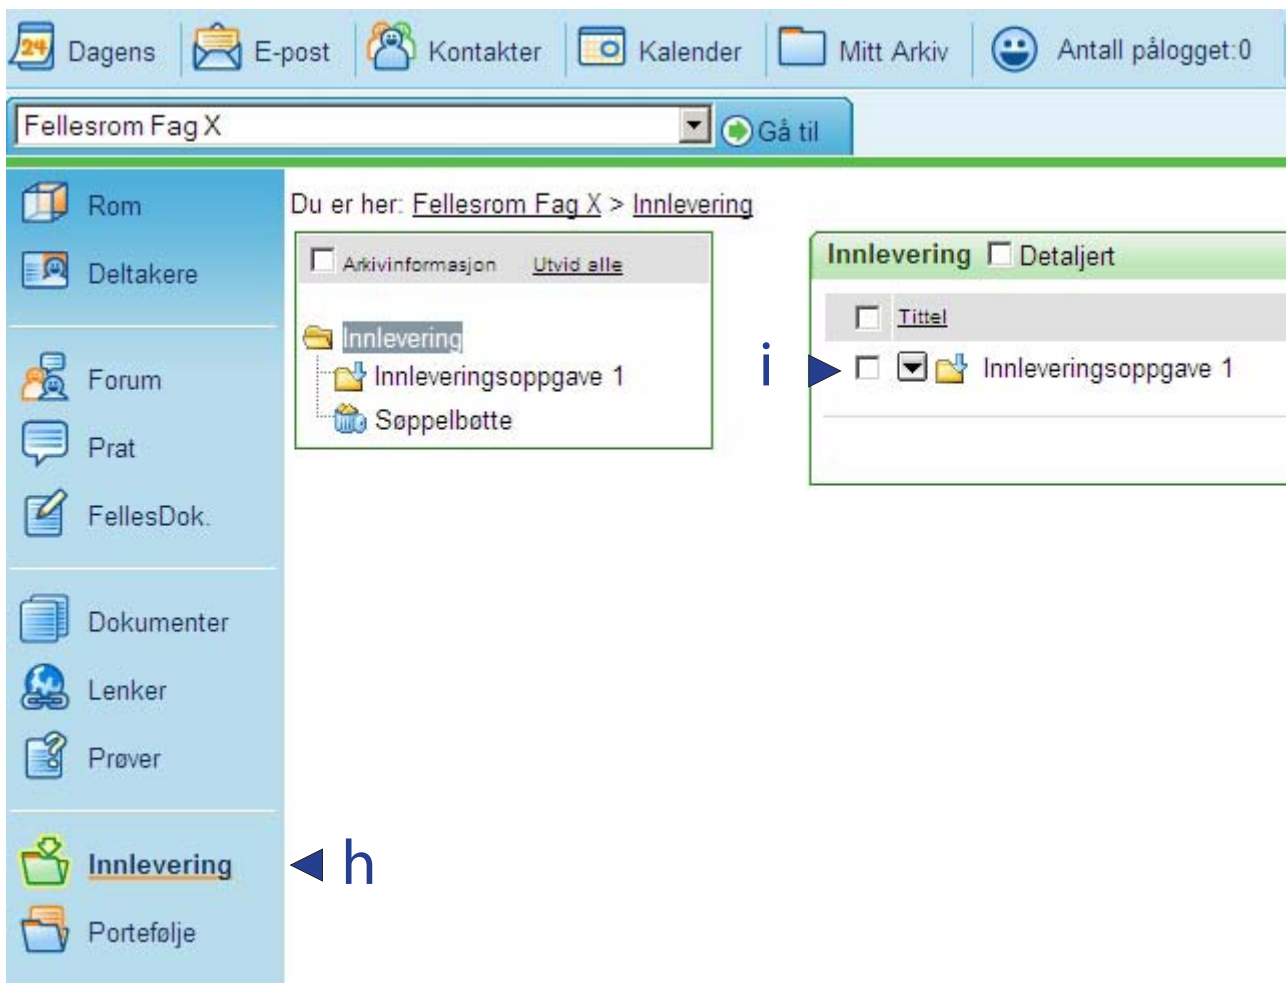 24 Dagens E-post Kontakter Kalender Mitt Arkiv Antall pålogget:0
Fellesrom Fag X Gå til
Rom
Deltakere
Forum
Prat
FellesDok.
Dokumenter
Lenker
Prøver
Innlevering
h
Portefølje
Du er her: Fellesrom Fag X > Innlevering
Arkivinformasjon Utvid alle
Innlevering
Innleveringsoppgave 1
Søppelbøtte
Innlevering Detaljert
Tittel
i Innleveringsoppgave 1